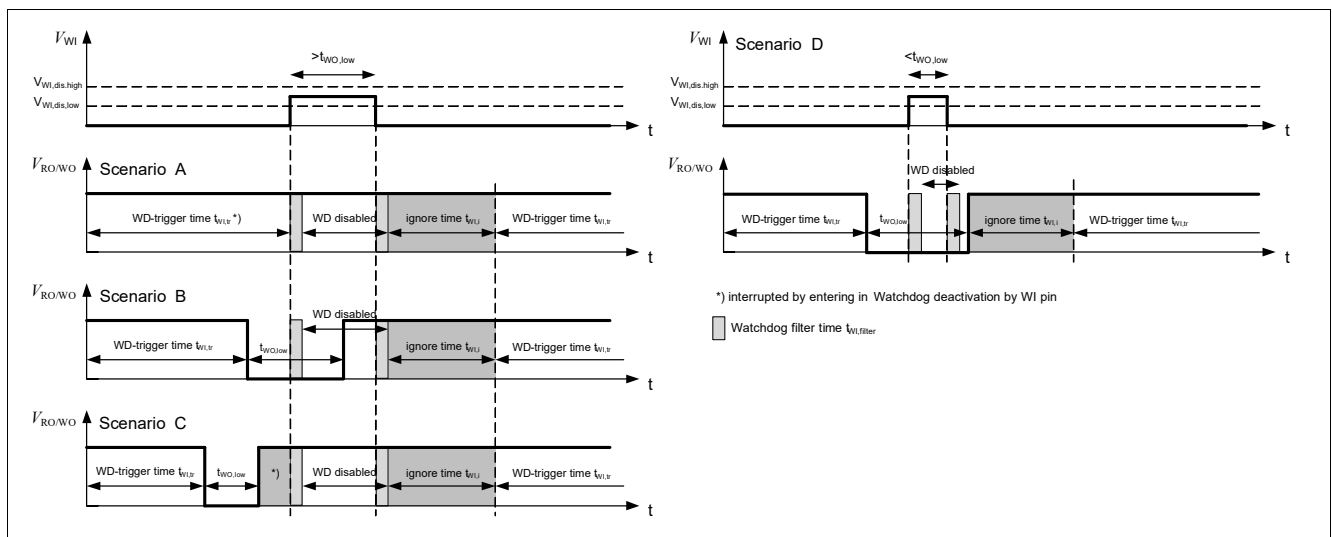 V_WI
>t_WO,low
V_WI,dis.high
V_WI,dis,low
t
V_RO/WO
Scenario A
WD-trigger time t_WI,tr *)
WD disabled
ignore time t_WI,i
WD-trigger time t_WI,tr
t
V_RO/WO
Scenario B
WD disabled
WD-trigger time t_WI,tr
t_WO,low
ignore time t_WI,i
WD-trigger time t_WI,tr
t
V_RO/WO
Scenario C
WD-trigger time t_WI,tr
t_WO,low
*)
WD disabled
ignore time t_WI,i
WD-trigger time t_WI,tr
t
V_WI
Scenario D
<t_WO,low
V_WI,dis.high
V_WI,dis,low
t
V_RO/WO
WD disabled
WD-trigger time t_WI,tr
t_WO,low
ignore time t_WI,i
WD-trigger time t_WI,tr
t
*) interrupted by entering in Watchdog deactivation by WI pin
Watchdog filter time t_WI,filter